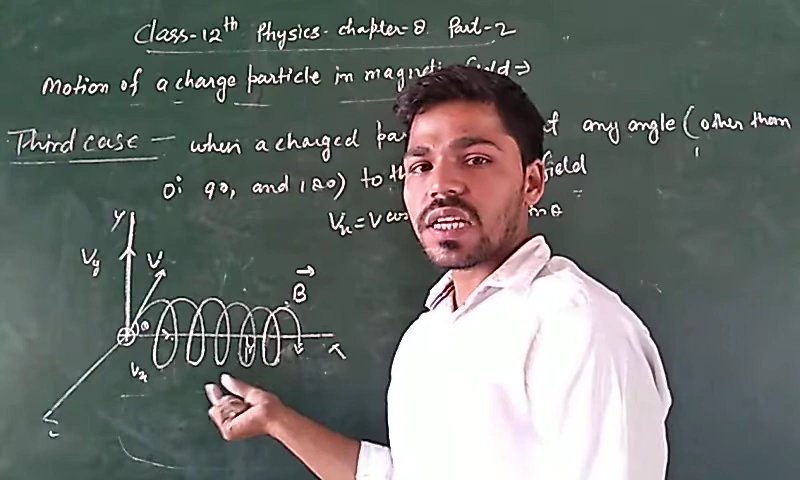 Class-12th Physics - chapter-8 Part-2
Motion of a charge particle in magnetic field ⇒
Third case - when a charged par any angle (other than
0°, 90, and 180) to th field
Vx = V cos θ
Y
Vy
V
B
θ
Vx
X
Z